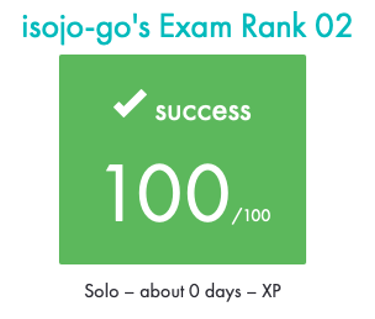 isojo-go's Exam Rank 02
success
100/100
Solo – about 0 days – XP